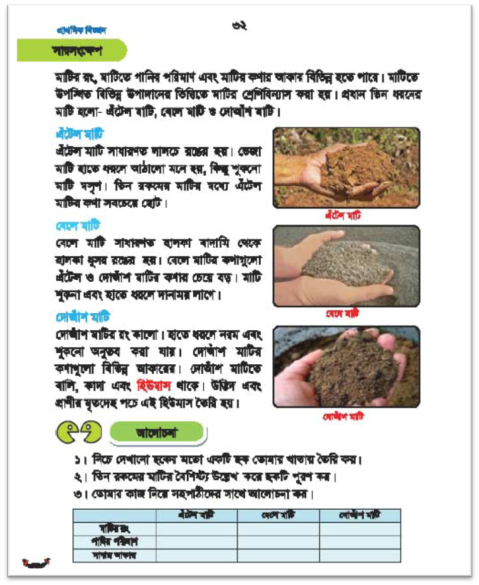 প্রাথমিক বিজ্ঞান
৩২
সারসংক্ষেপ
মাটির রং, মাটিতে পানির পরিমাণ এবং মাটির কণার আকার বিভিন্ন হতে পারে। মাটিতে
উপস্থিত বিভিন্ন উপাদানের ভিত্তিতে মাটির শ্রেণিবিন্যাস করা হয়। প্রধান তিন ধরনের
মাটি হলো- এঁটেল মাটি, বেলে মাটি ও দোআঁশ মাটি।
এঁটেল মাটি
এঁটেল মাটি সাধারণত লালচে রঙের হয়। ভেজা
মাটি হাতে ধরলে আঠালো মনে হয়, কিন্তু শুকনো
মাটি মসৃণ। তিন রকমের মাটির মধ্যে এঁটেল
মাটির কণা সবচেয়ে ছোট।
এঁটেল মাটি
বেলে মাটি
বেলে মাটি সাধারণত হালকা বাদামি থেকে
হালকা ধূসর রঙের হয়। বেলে মাটির কণাগুলো
এঁটেল ও দোআঁশ মাটির কণার চেয়ে বড়। মাটি
শুকনা এবং হাতে ধরলে দানাময় লাগে।
বেলে মাটি
দোআঁশ মাটি
দোআঁশ মাটির রং কালো। হাতে ধরলে নরম এবং
শুকনো অনুভব করা যায়। দোআঁশ মাটির
কণাগুলো বিভিন্ন আকারের। দোআঁশ মাটিতে
বালি, কাদা এবং হিউমাস থাকে। উদ্ভিদ এবং
প্রাণীর মৃতদেহ পচে এই হিউমাস তৈরি হয়।
দোআঁশ মাটি
আলোচনা
১। নিচে দেখানো ছকের মতো একটি ছক তোমার খাতায় তৈরি কর।
২। তিন রকমের মাটির বৈশিষ্ট্য উল্লেখ করে ছকটি পূরণ কর।
৩। তোমার কাজ নিয়ে সহপাঠীদের সাথে আলোচনা কর।
এঁটেল মাটি বেলে মাটি দোআঁশ মাটি
মাটির রং
পানির পরিমাণ
কণার আকার